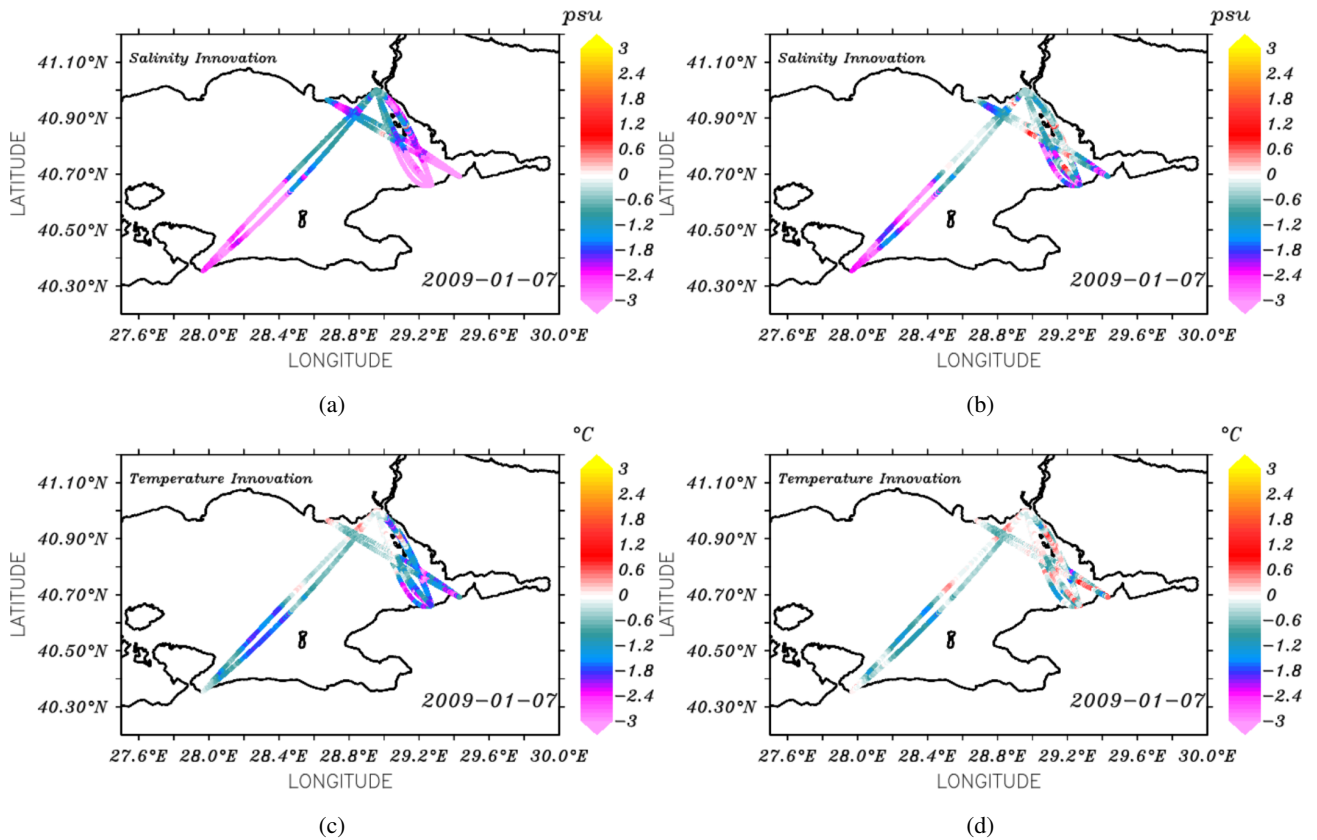 psu
Salinity Innovation
41.10°N
40.90°N
40.70°N
40.50°N
40.30°N
LATITUDE
2009-01-07
27.6°E 28.0°E 28.4°E 28.8°E 29.2°E 29.6°E 30.0°E
LONGITUDE
3
2.4
1.8
1.2
0.6
0
-0.6
-1.2
-1.8
-2.4
-3
(a)
psu
Salinity Innovation
41.10°N
40.90°N
40.70°N
40.50°N
40.30°N
LATITUDE
2009-01-07
27.6°E 28.0°E 28.4°E 28.8°E 29.2°E 29.6°E 30.0°E
LONGITUDE
3
2.4
1.8
1.2
0.6
0
-0.6
-1.2
-1.8
-2.4
-3
(b)
°C
Temperature Innovation
41.10°N
40.90°N
40.70°N
40.50°N
40.30°N
LATITUDE
2009-01-07
27.6°E 28.0°E 28.4°E 28.8°E 29.2°E 29.6°E 30.0°E
LONGITUDE
3
2.4
1.8
1.2
0.6
0
-0.6
-1.2
-1.8
-2.4
-3
(c)
°C
Temperature Innovation
41.10°N
40.90°N
40.70°N
40.50°N
40.30°N
LATITUDE
2009-01-07
27.6°E 28.0°E 28.4°E 28.8°E 29.2°E 29.6°E 30.0°E
LONGITUDE
3
2.4
1.8
1.2
0.6
0
-0.6
-1.2
-1.8
-2.4
-3
(d)